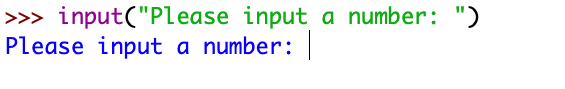 >>> input("Please input a number: ")
Please input a number: